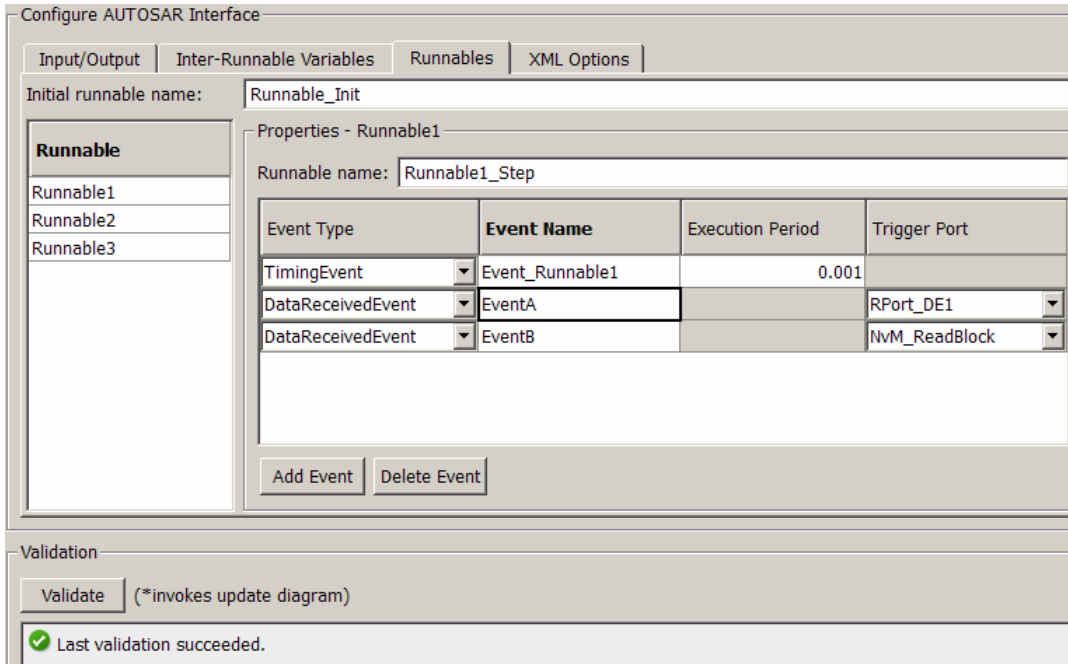 Configure AUTOSAR Interface
Input/Output Inter-Runnable Variables Runnables XML Options
Initial runnable name: Runnable_Init
Properties - Runnable1
Runnable
Runnable name: Runnable1_Step
Runnable1
Runnable2
Runnable3
Event Type Event Name Execution Period Trigger Port
TimingEvent Event_Runnable1 0.001
DataReceivedEvent EventA RPort_DE1
DataReceivedEvent EventB NvM_ReadBlock
Add Event Delete Event
Validation
Validate (*invokes update diagram)
Last validation succeeded.